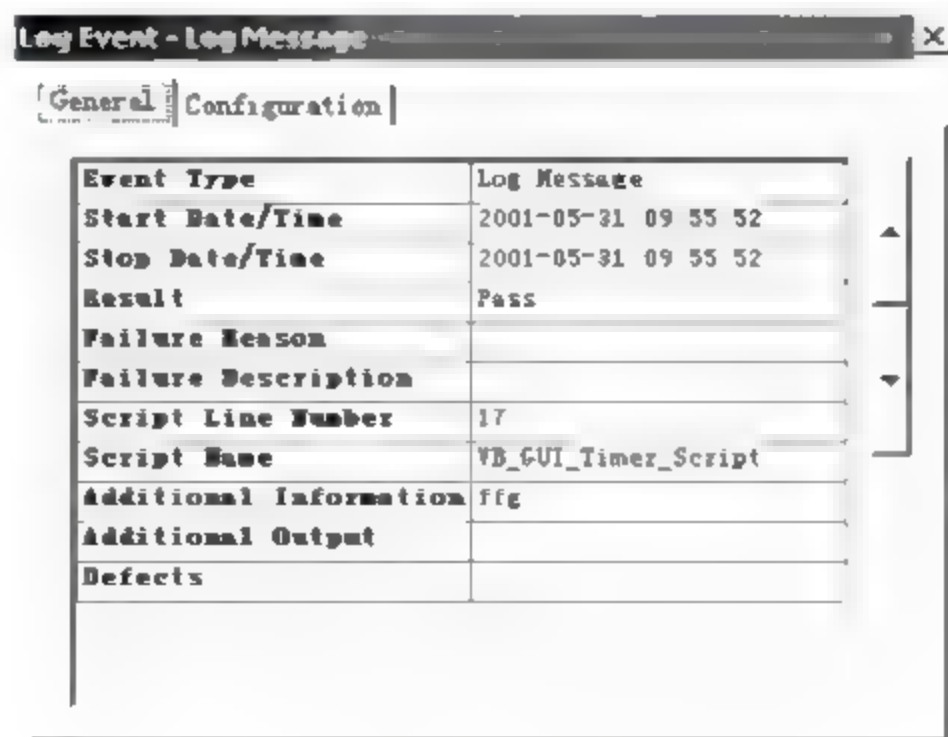 Log Event - Log Message
General Configuration
Event Type Log Message
Start Date/Time 2001-05-31 09 55 52
Stop Date/Time 2001-05-31 09 55 52
Result Pass
Failure Reason
Failure Description
Script Line Number 17
Script Name VB_GUI_Timer_Script
Additional Information ffg
Additional Output
Defects